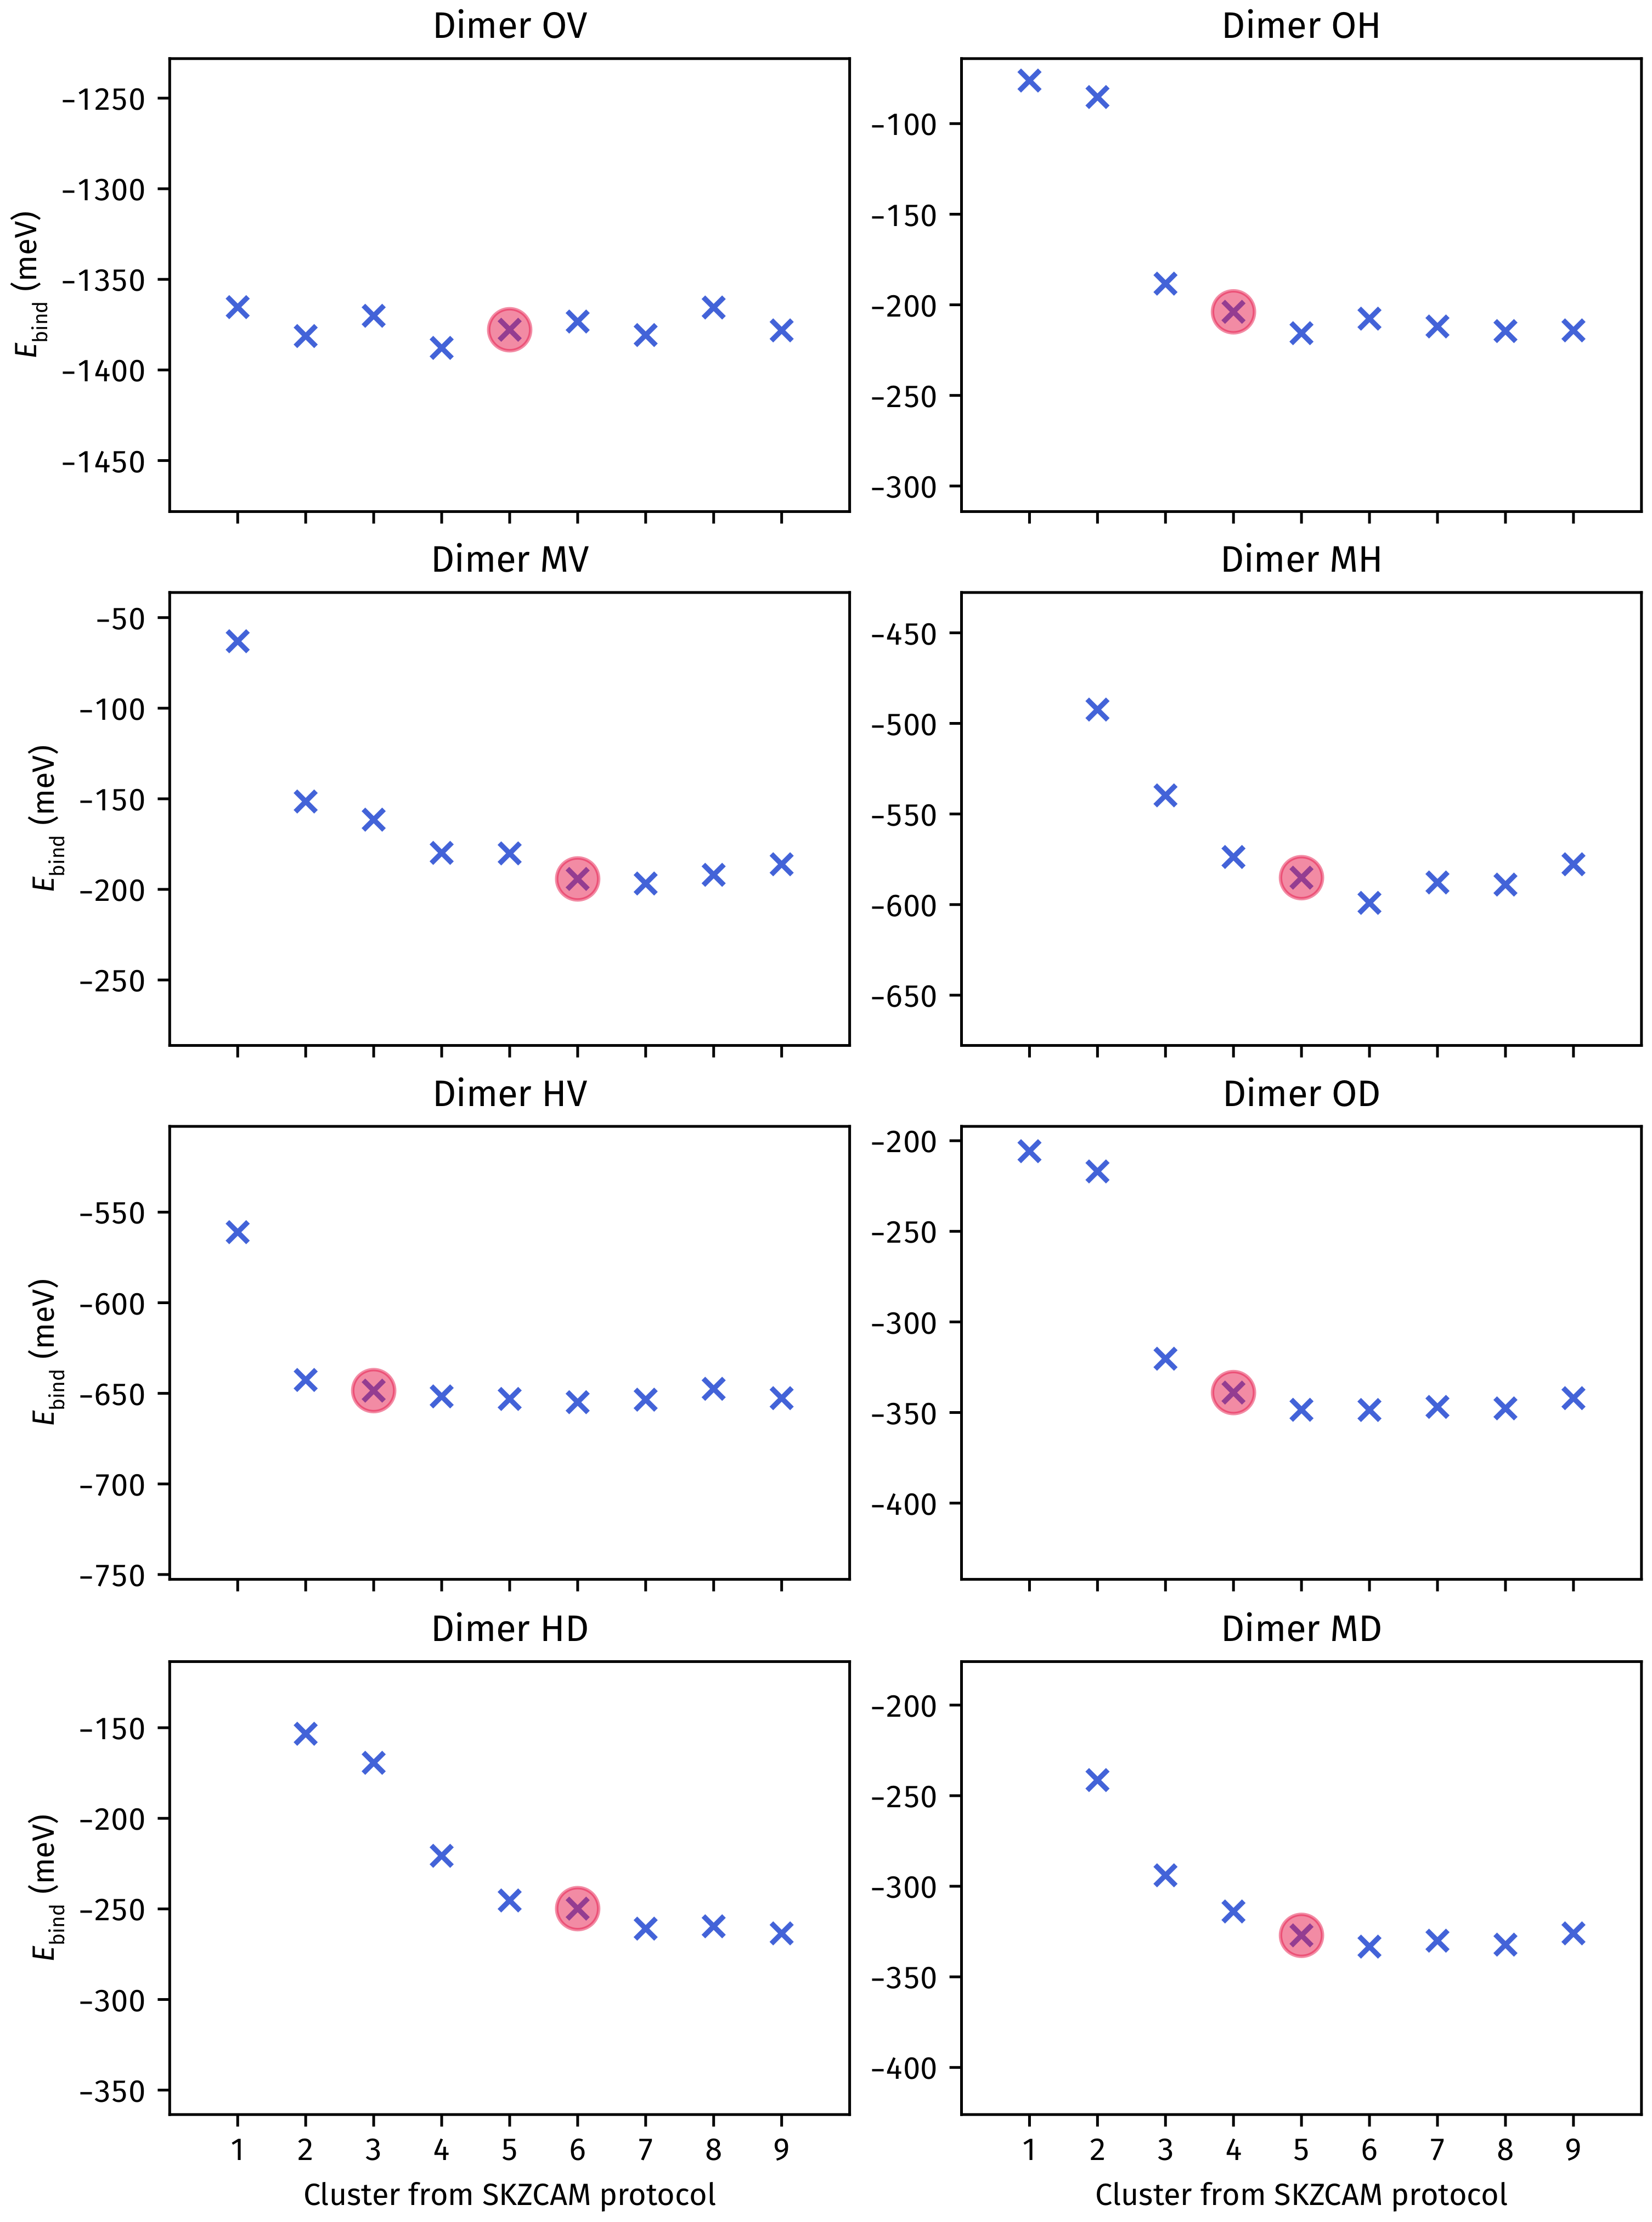 Dimer OV
Dimer OH
−1250
−1300
−1350
−1400
−1450
E_bind (meV)
−100
−150
−200
−250
−300
Dimer MV
Dimer MH
−50
−100
−150
−200
−250
E_bind (meV)
−450
−500
−550
−600
−650
Dimer HV
Dimer OD
−550
−600
−650
−700
−750
E_bind (meV)
−200
−250
−300
−350
−400
Dimer HD
Dimer MD
−150
−200
−250
−300
−350
E_bind (meV)
−200
−250
−300
−350
−400
1 2 3 4 5 6 7 8 9
1 2 3 4 5 6 7 8 9
Cluster from SKZCAM protocol
Cluster from SKZCAM protocol